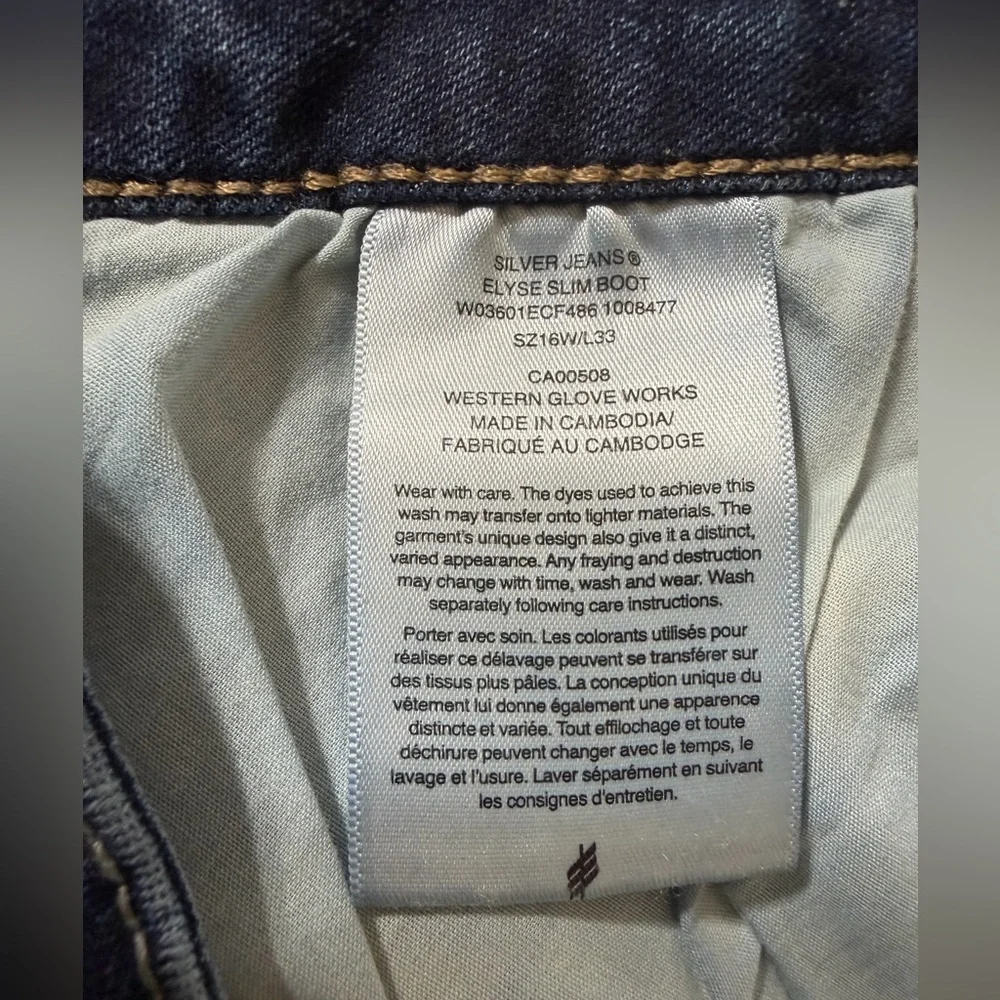 SILVER JEANS®
ELYSE SLIM BOOT
W03601ECF486 1008477
SZ16W/L33
CA00508
WESTERN GLOVE WORKS
MADE IN CAMBODIA/
FABRIQUÉ AU CAMBODGE
Wear with care. The dyes used to achieve this
wash may transfer onto lighter materials. The
garment's unique design also give it a distinct,
varied appearance. Any fraying and destruction
may change with time, wash and wear. Wash
separately following care instructions.
Porter avec soin. Les colorants utilisés pour
réaliser ce délavage peuvent se transférer sur
des tissus plus pâles. La conception unique du
vêtement lui donne également une apparence
distincte et variée. Tout effilochage et toute
déchirure peuvent changer avec le temps, le
lavage et l'usure. Laver séparément en suivant
les consignes d'entretien.